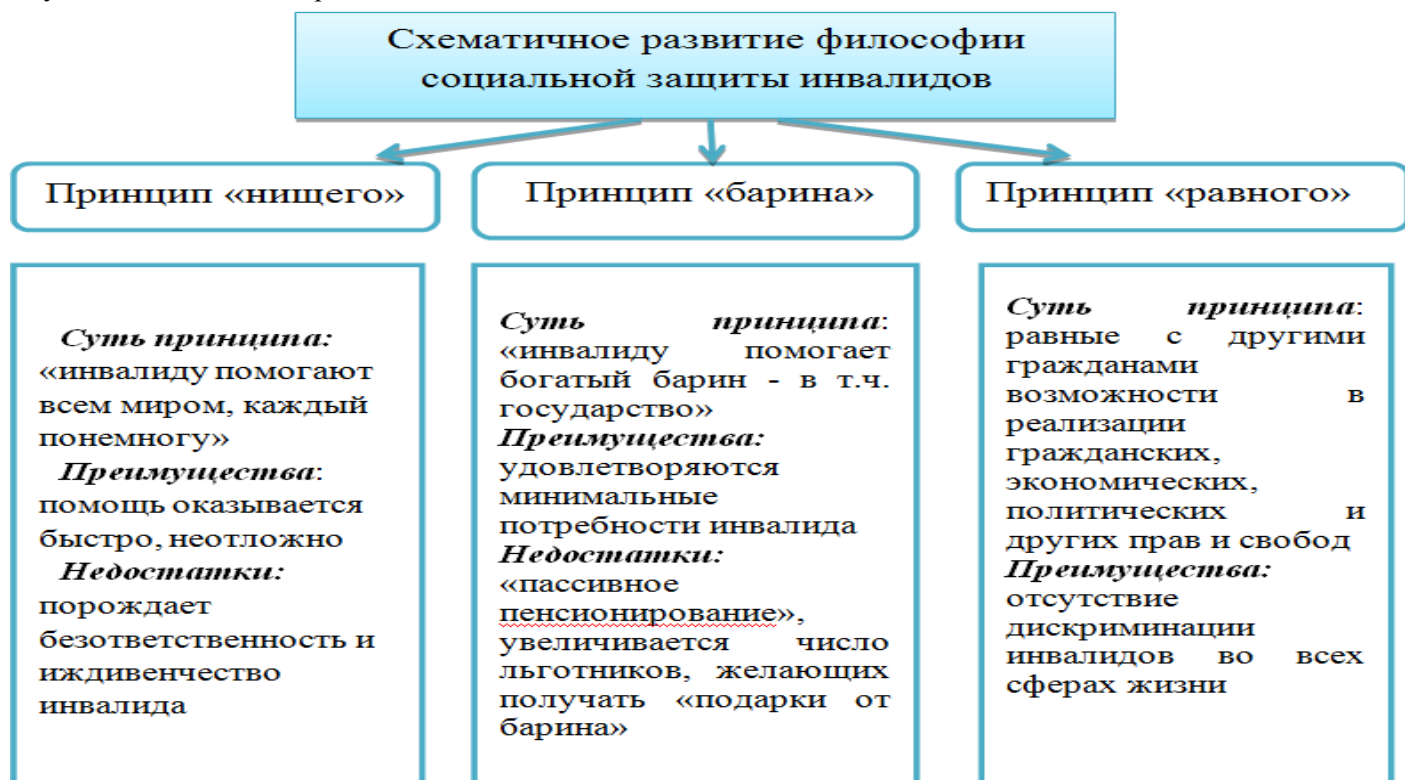 Схематичное развитие философии
социальной защиты инвалидов
Принцип «нищего»
Принцип «барина»
Принцип «равного»
Суть принципа:
«инвалиду помогают
всем миром, каждый
понемногу»
Преимущества:
помощь оказывается
быстро, неотложно
Недостатки:
порождает
безответственность и
иждивенчество
инвалида
Суть принципа:
«инвалиду помогает
богатый барин - в т.ч.
государство»
Преимущества:
удовлетворяются
минимальные
потребности инвалида
Недостатки:
«пассивное
пенсионирование»,
увеличивается число
льготников, желающих
получать «подарки от
барина»
Суть принципа:
равные с другими
гражданами
возможности в
реализации
гражданских,
экономических,
политических и
других прав и свобод
Преимущества:
отсутствие
дискриминации
инвалидов во всех
сферах жизни